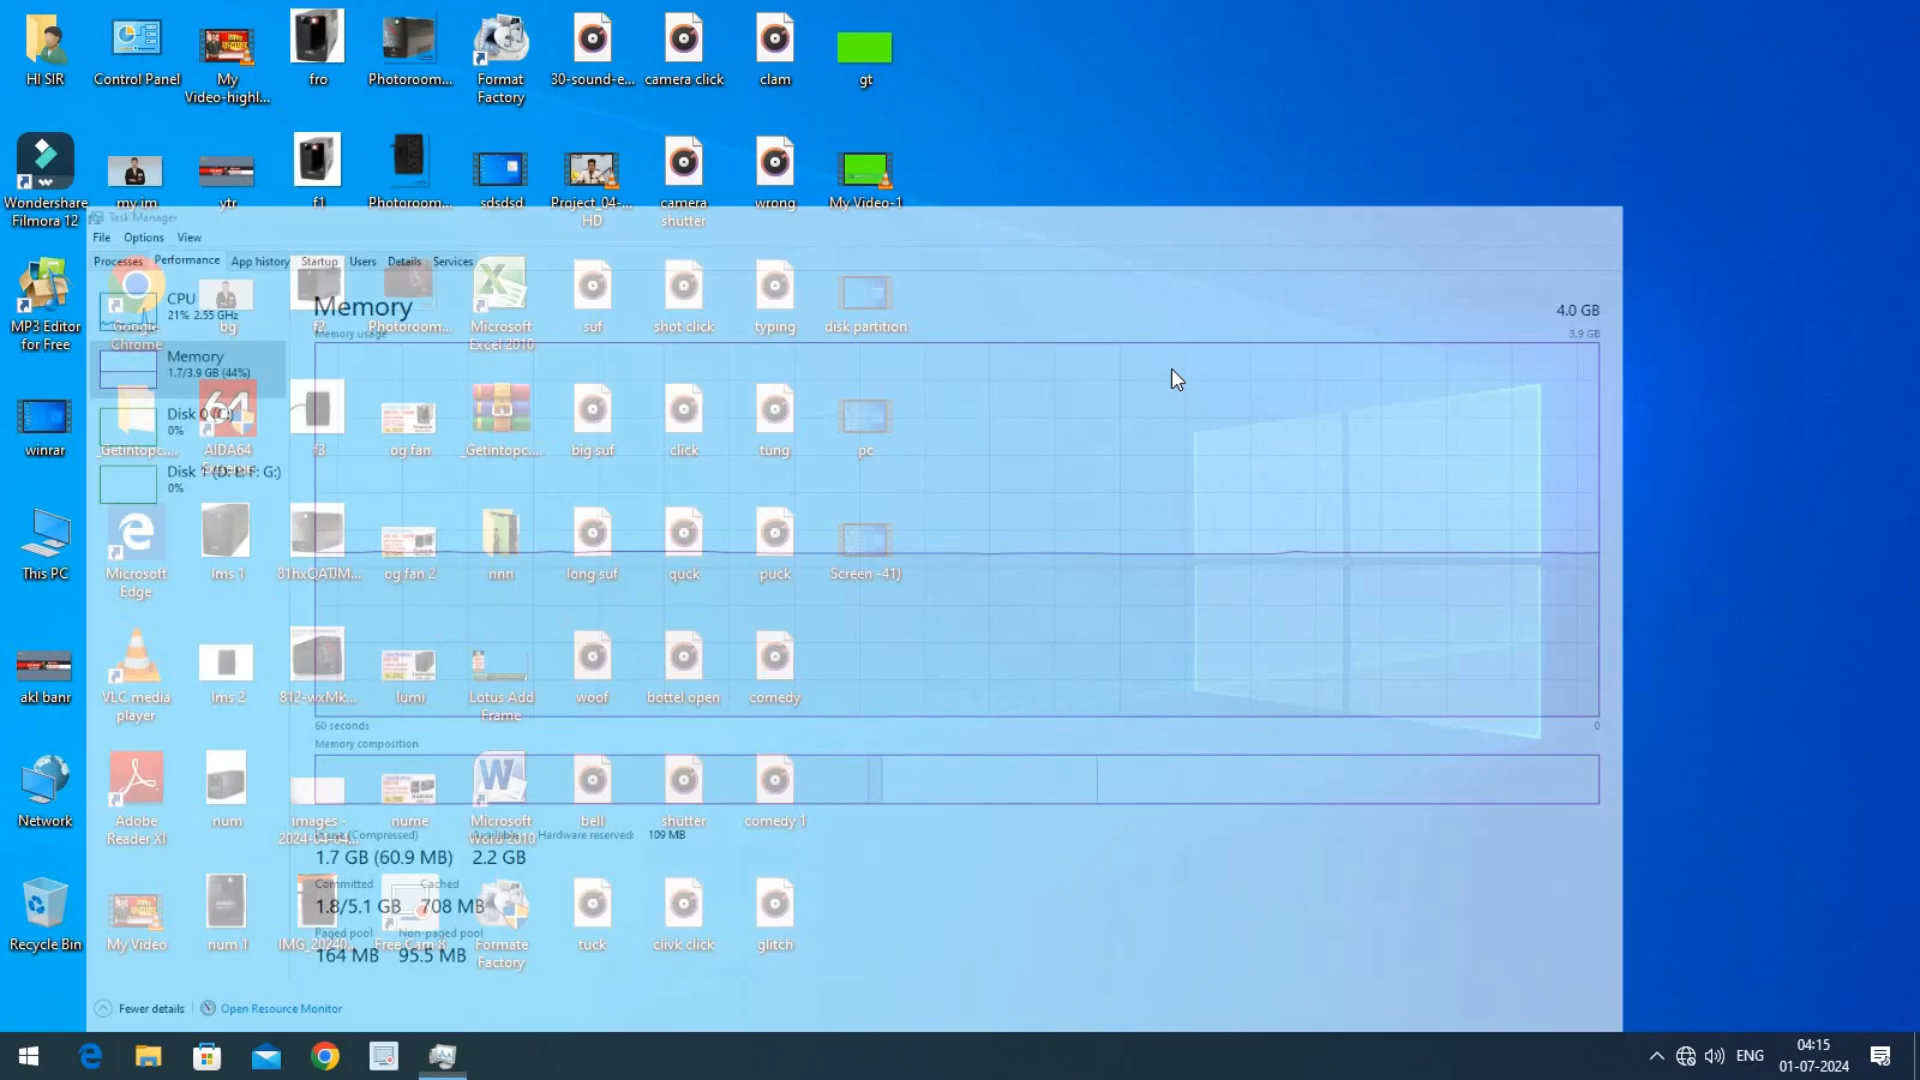 HI SIR
Control Panel
My
Video-highl...
fro
Photoroom...
Format
Factory
30-sound-e...
camera click
clam
gt
Wondershare
Filmora 12
my im
ytr
f1
Photoroom...
sdsdsd
Project_04-...
HD
camera
shutter
wrong
My Video-1
Task Manager
File Options View
Processes Performance App history Startup Users Details Services
MP3 Editor
for Free
Google
Chrome
bg
f2
Photoroom...
Microsoft
Excel 2010
suf
shot click
typing
disk partition
CPU
21% 2.55 GHz
Memory
1.7/3.9 GB (44%)
Disk 0 (C:)
0%
Disk 1 (D: E: F: G:)
0%
Memory
4.0 GB
Memory usage
3.9 GB
winrar
_Getintopc....
AIDA64
Extreme
f3
og fan
_Getintopc....
big suf
click
tung
pc
This PC
Microsoft
Edge
lms 1
81hxQATJM...
og fan 2
nnn
long suf
quck
puck
Screen -41)
akl banr
VLC media
player
lms 2
812-wxMk...
lumi
Lotus Add
Frame
woof
bottel open
comedy
60 seconds
0
Memory composition
Network
Adobe
Reader XI
num
images -
2024-04-04...
nume
Microsoft
Word 2010
bell
shutter
comedy 1
In use (Compressed)
Available
Hardware reserved: 109 MB
1.7 GB (60.9 MB) 2.2 GB
Committed Cached
1.8/5.1 GB 708 MB
Paged pool Non-paged pool
164 MB 95.5 MB
Recycle Bin
My Video
num 1
IMG_20240...
Free Cam 8
Formate
Factory
tuck
clivk click
glitch
Fewer details
Open Resource Monitor
ENG
04:15
01-07-2024